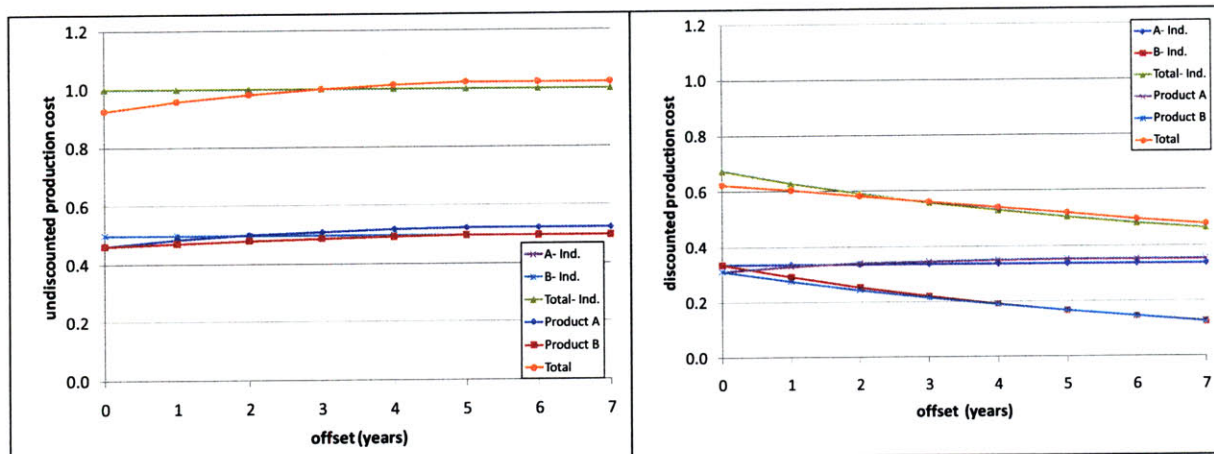 1.2
1.0
0.8
0.6
0.4
0.2
0.0
undiscounted production cost
0 1 2 3 4 5 6 7
offset (years)
A- Ind.
B- Ind.
Total- Ind.
Product A
Product B
Total
1.2
1.0
0.8
0.6
0.4
0.2
0.0
discounted production cost
0 1 2 3 4 5 6 7
offset (years)
A- Ind.
B- Ind.
Total- Ind.
Product A
Product B
Total